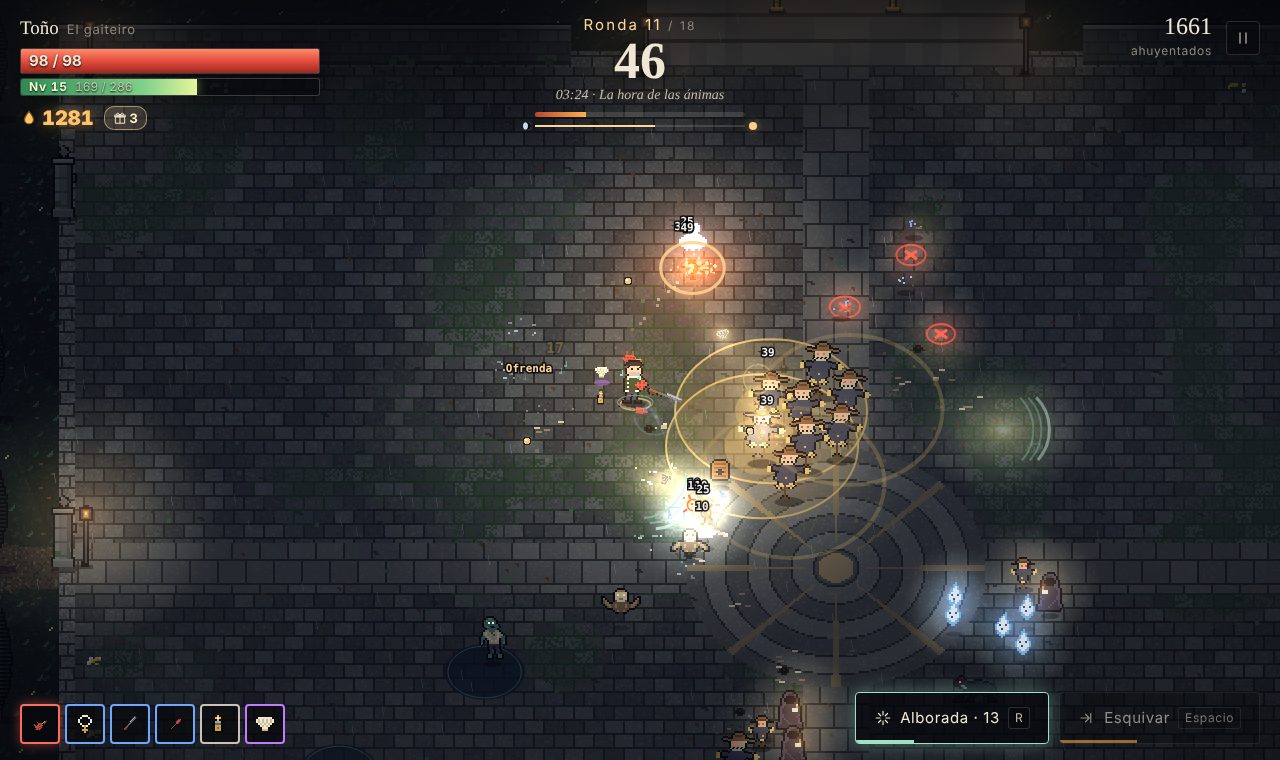 Toño El gaiteiro
98 / 98
Nv 15 169 / 286
1281 3
Ronda 11 / 18
46
03:24 · La hora de las ánimas
1661
ahuyentados
25
39
17
Ofrenda
39
25
10
Alborada · 13 R
Esquivar Espacio